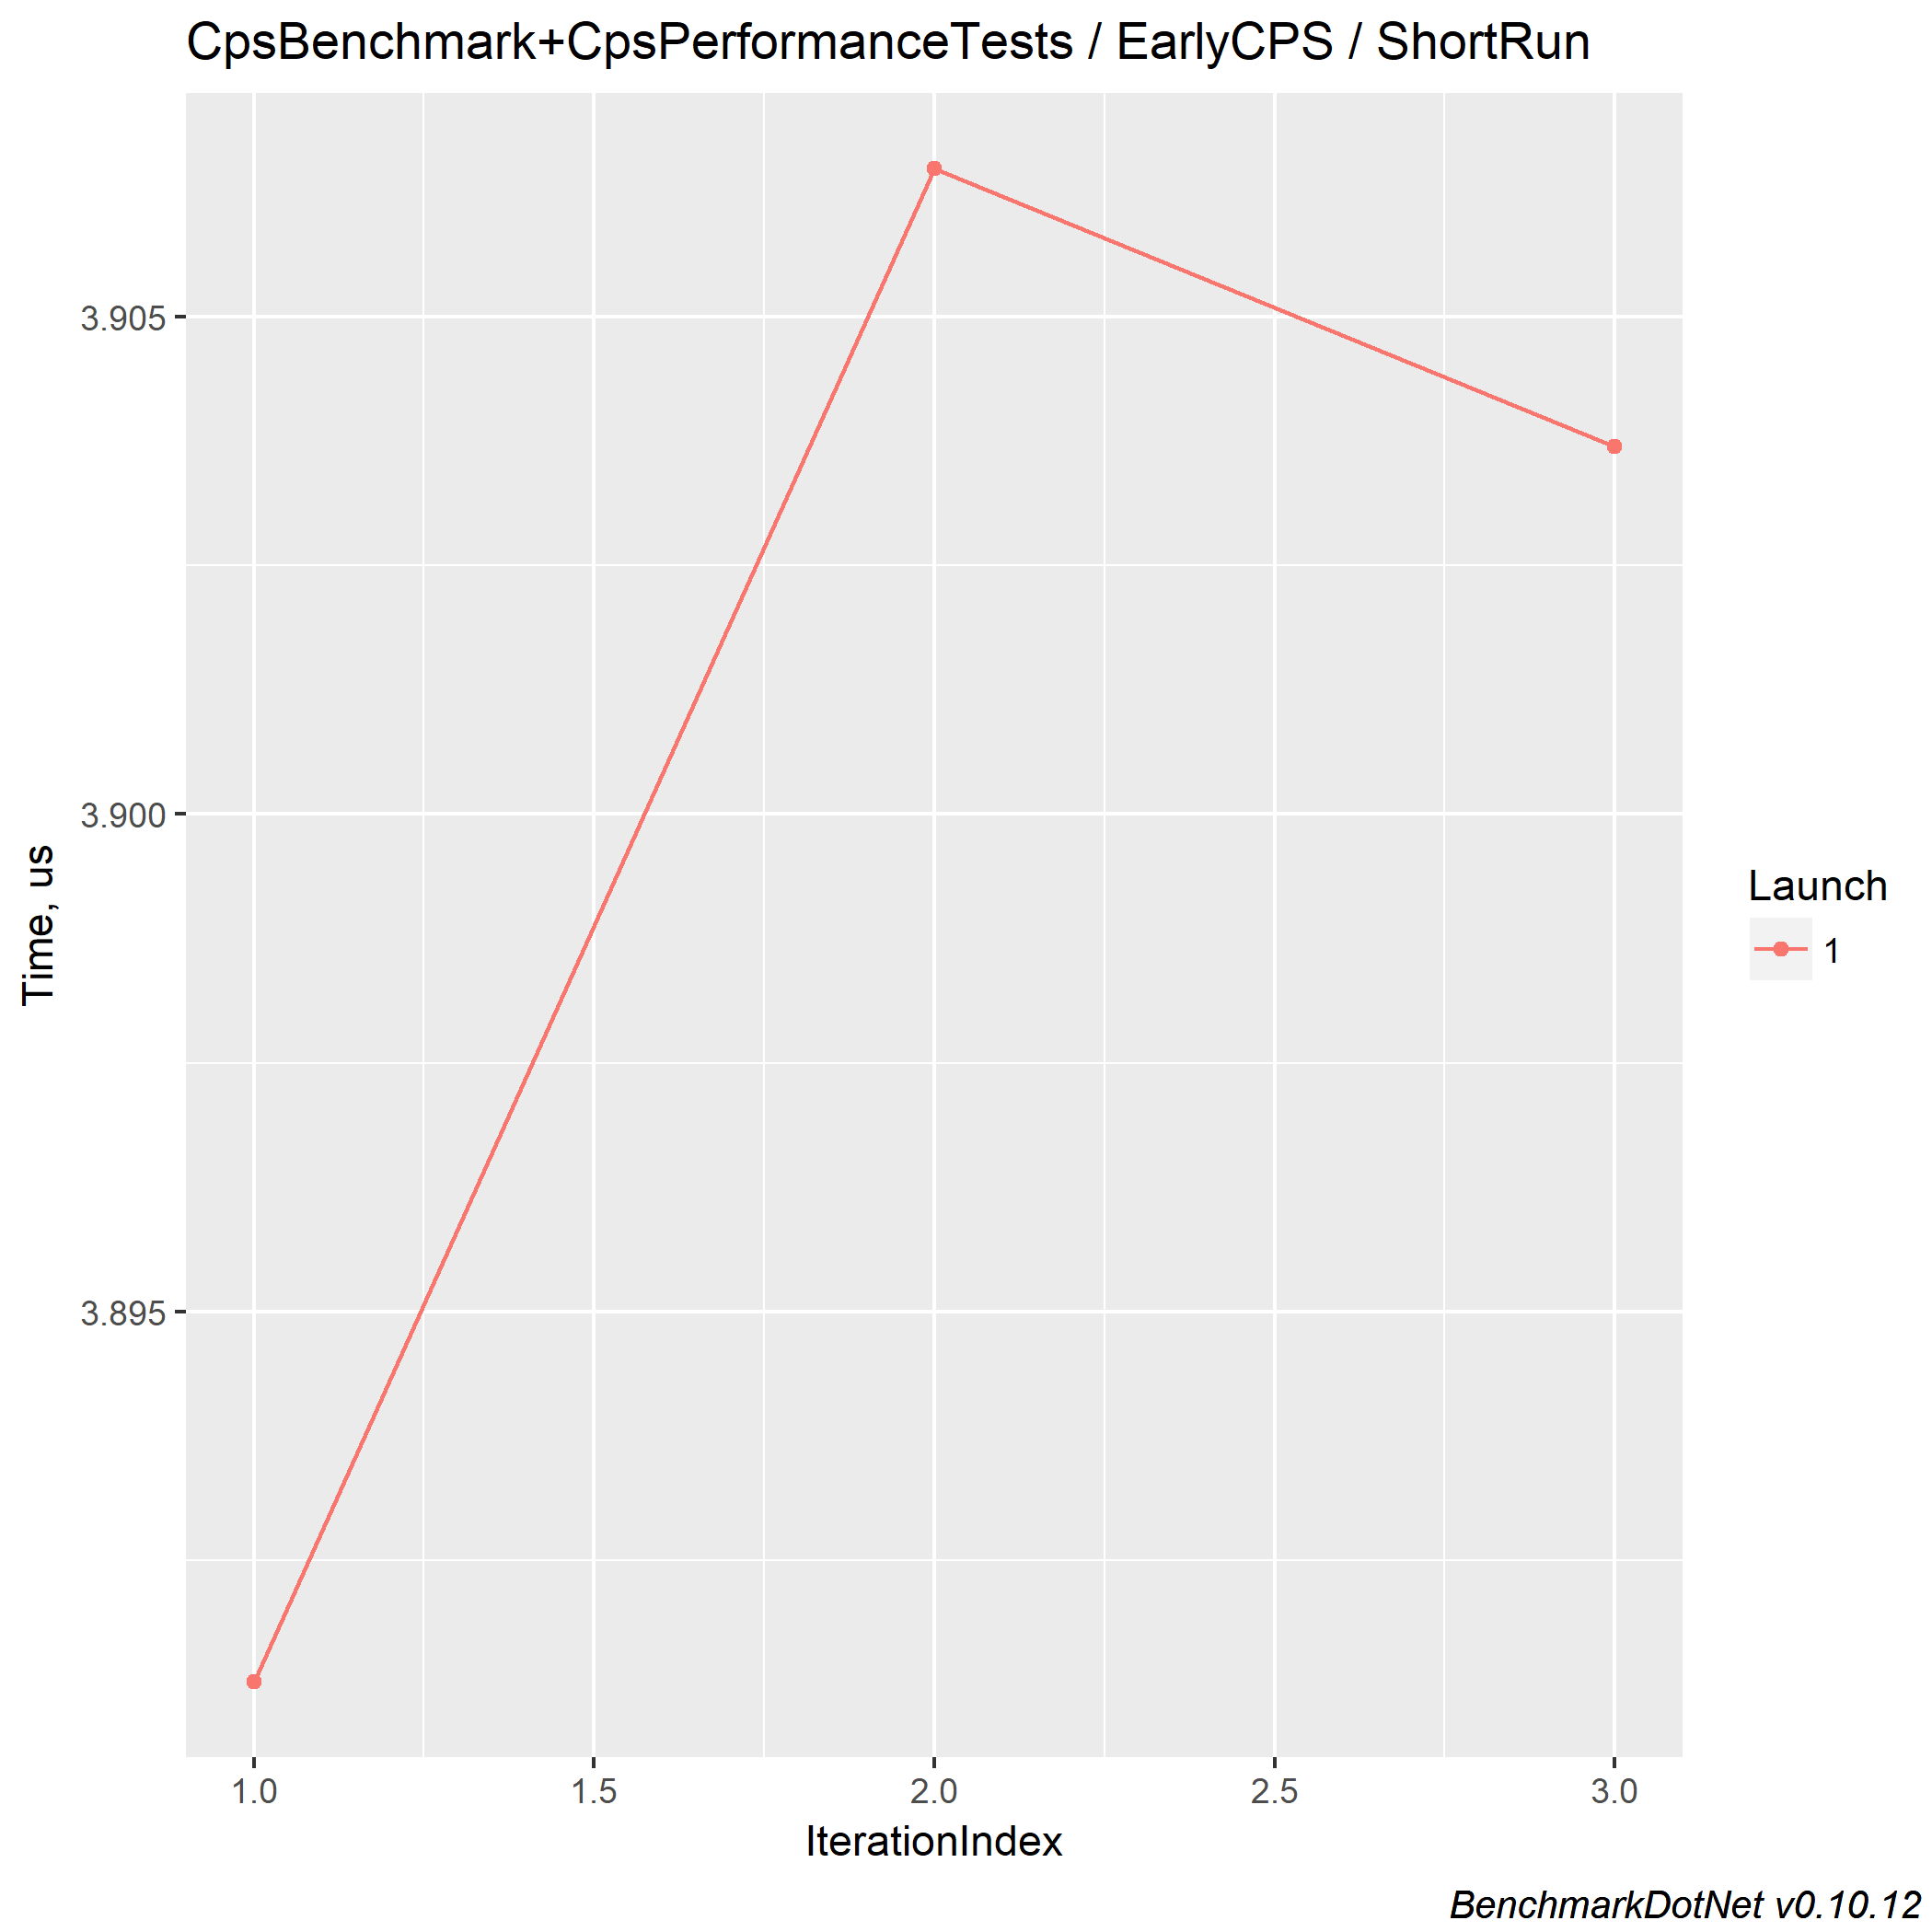 CpsBenchmark+CpsPerformanceTests / EarlyCPS / ShortRun
3.905
3.900
3.895
Time, us
1.0 1.5 2.0 2.5 3.0
IterationIndex
Launch
1
BenchmarkDotNet v0.10.12